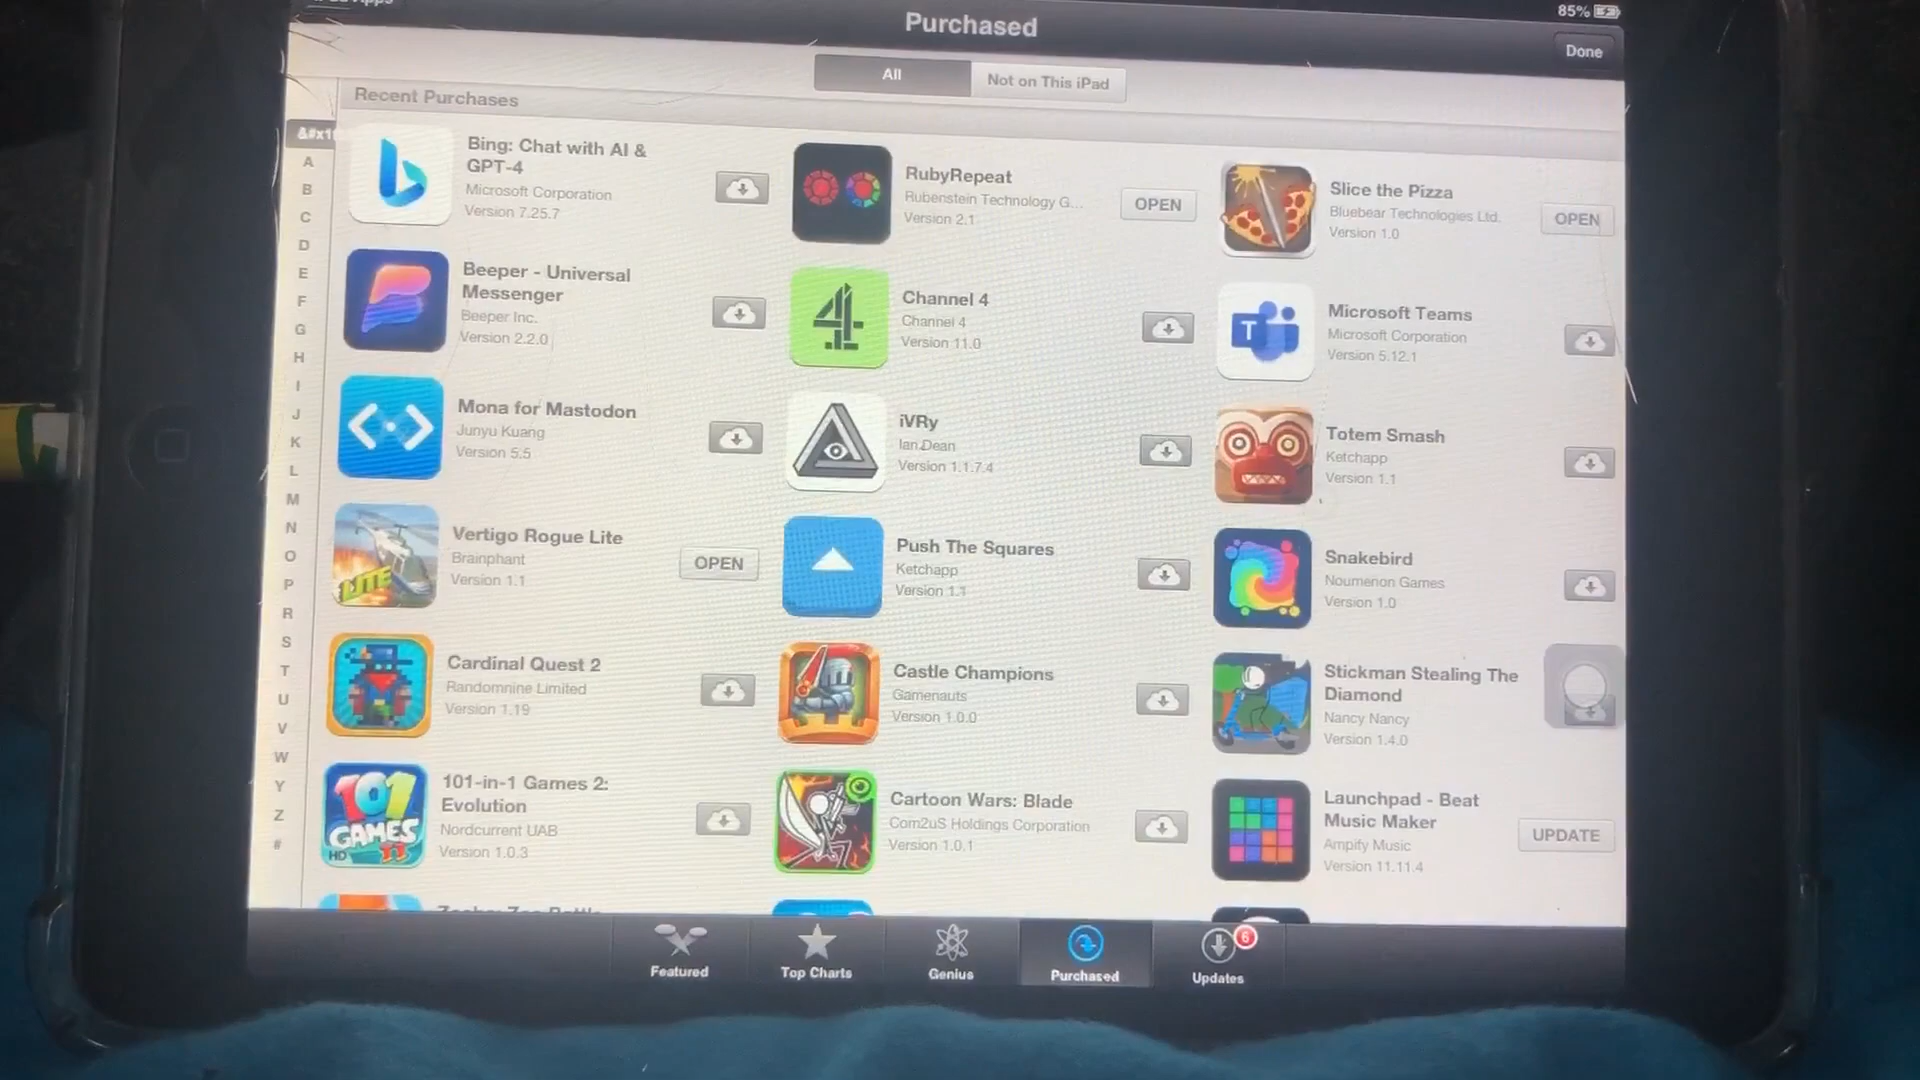 85%
Purchased
Done
All
Not on This iPad
Recent Purchases
A
B
C
D
E
F
G
H
I
J
K
L
M
N
O
P
R
S
T
U
V
W
Y
Z
#
Bing: Chat with AI &
GPT-4
Microsoft Corporation
Version 7.25.7
RubyRepeat
Rubenstein Technology G...
Version 2.1
OPEN
Slice the Pizza
Bluebear Technologies Ltd.
Version 1.0
OPEN
Beeper - Universal
Messenger
Beeper Inc.
Version 2.2.0
4
Channel 4
Channel 4
Version 11.0
T
Microsoft Teams
Microsoft Corporation
Version 5.12.1
Mona for Mastodon
Junyu Kuang
Version 5.5
iVRy
Ian Dean
Version 1.1.7.4
Totem Smash
Ketchapp
Version 1.1
LITE
Vertigo Rogue Lite
Brainphant
Version 1.1
OPEN
Push The Squares
Ketchapp
Version 1.1
Snakebird
Noumenon Games
Version 1.0
Cardinal Quest 2
Randomnine Limited
Version 1.19
Castle Champions
Gamenauts
Version 1.0.0
Stickman Stealing The
Diamond
Nancy Nancy
Version 1.4.0
101
GAMES
HD
101-in-1 Games 2:
Evolution
Nordcurrent UAB
Version 1.0.3
Cartoon Wars: Blade
Com2uS Holdings Corporation
Version 1.0.1
Launchpad - Beat
Music Maker
Ampify Music
Version 11.11.4
UPDATE
Featured
Top Charts
Genius
Purchased
6
Updates